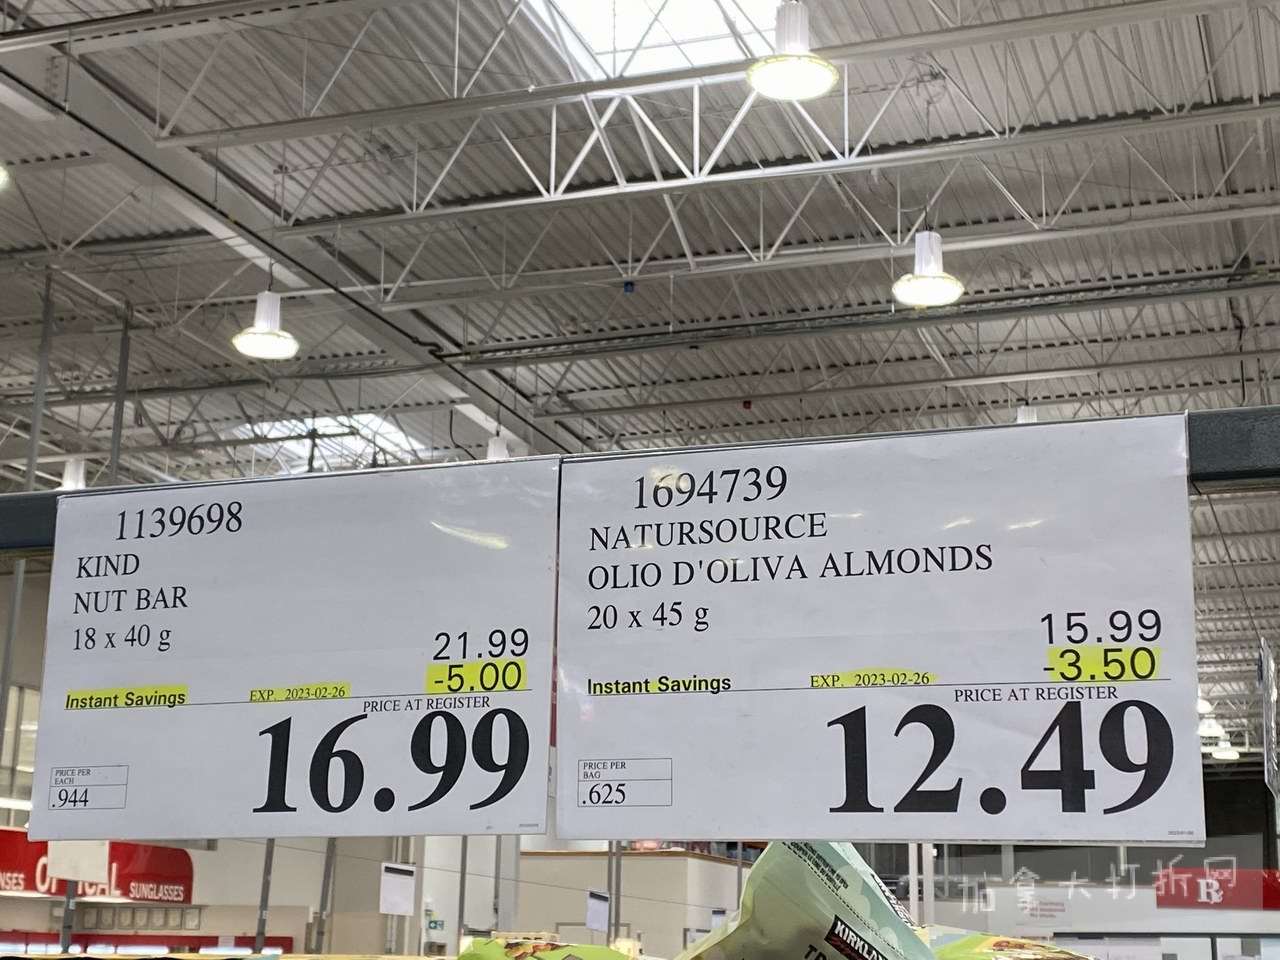 1139698
KIND
NUT BAR
18 x 40 g
21.99
-5.00
Instant Savings
EXP. 2023-02-26
PRICE AT REGISTER
16.99
PRICE PER
EACH
.944
1694739
NATURSOURCE
OLIO D'OLIVA ALMONDS
20 x 45 g
15.99
-3.50
Instant Savings
EXP. 2023-02-26
PRICE AT REGISTER
12.49
PRICE PER
BAG
.625
SUNGLASSES
KIRKLAND
加拿大打折网